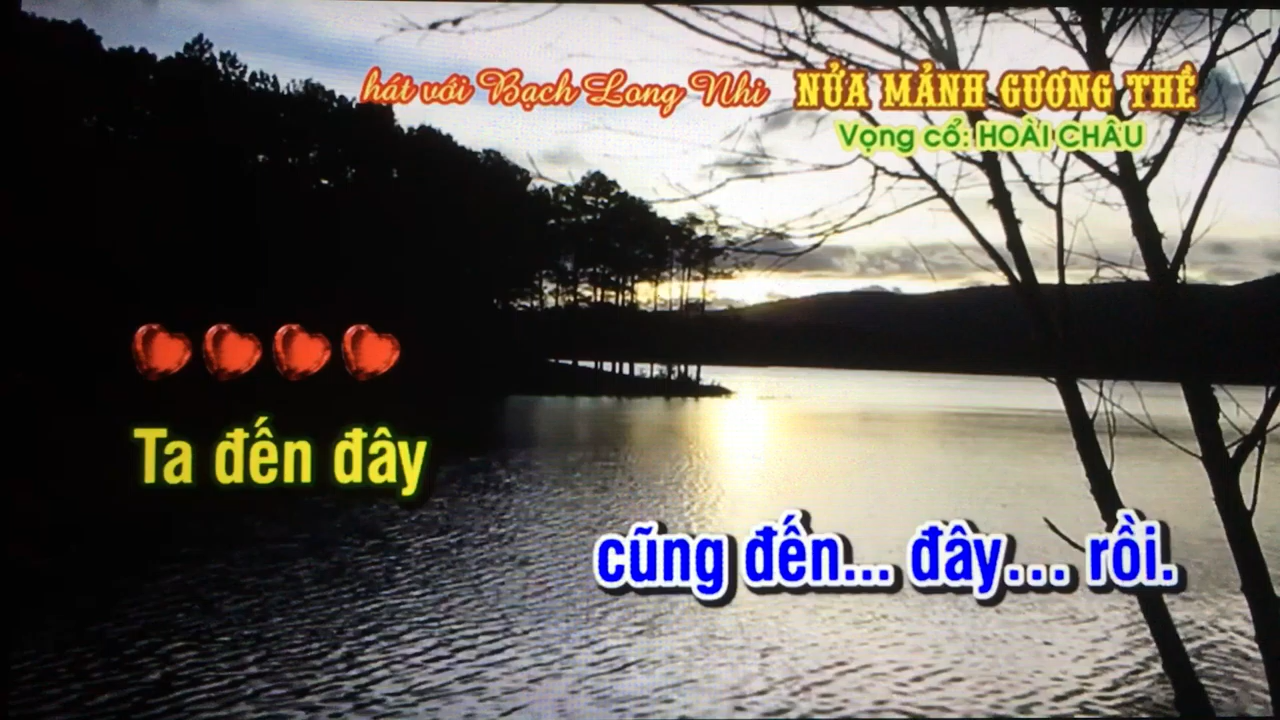 hát với Bạch Long Nhi NỬA MẢNH GƯƠNG THỀ
Vọng cổ: HOÀI CHÂU
Ta đến đây
cũng đến... đây... rồi.